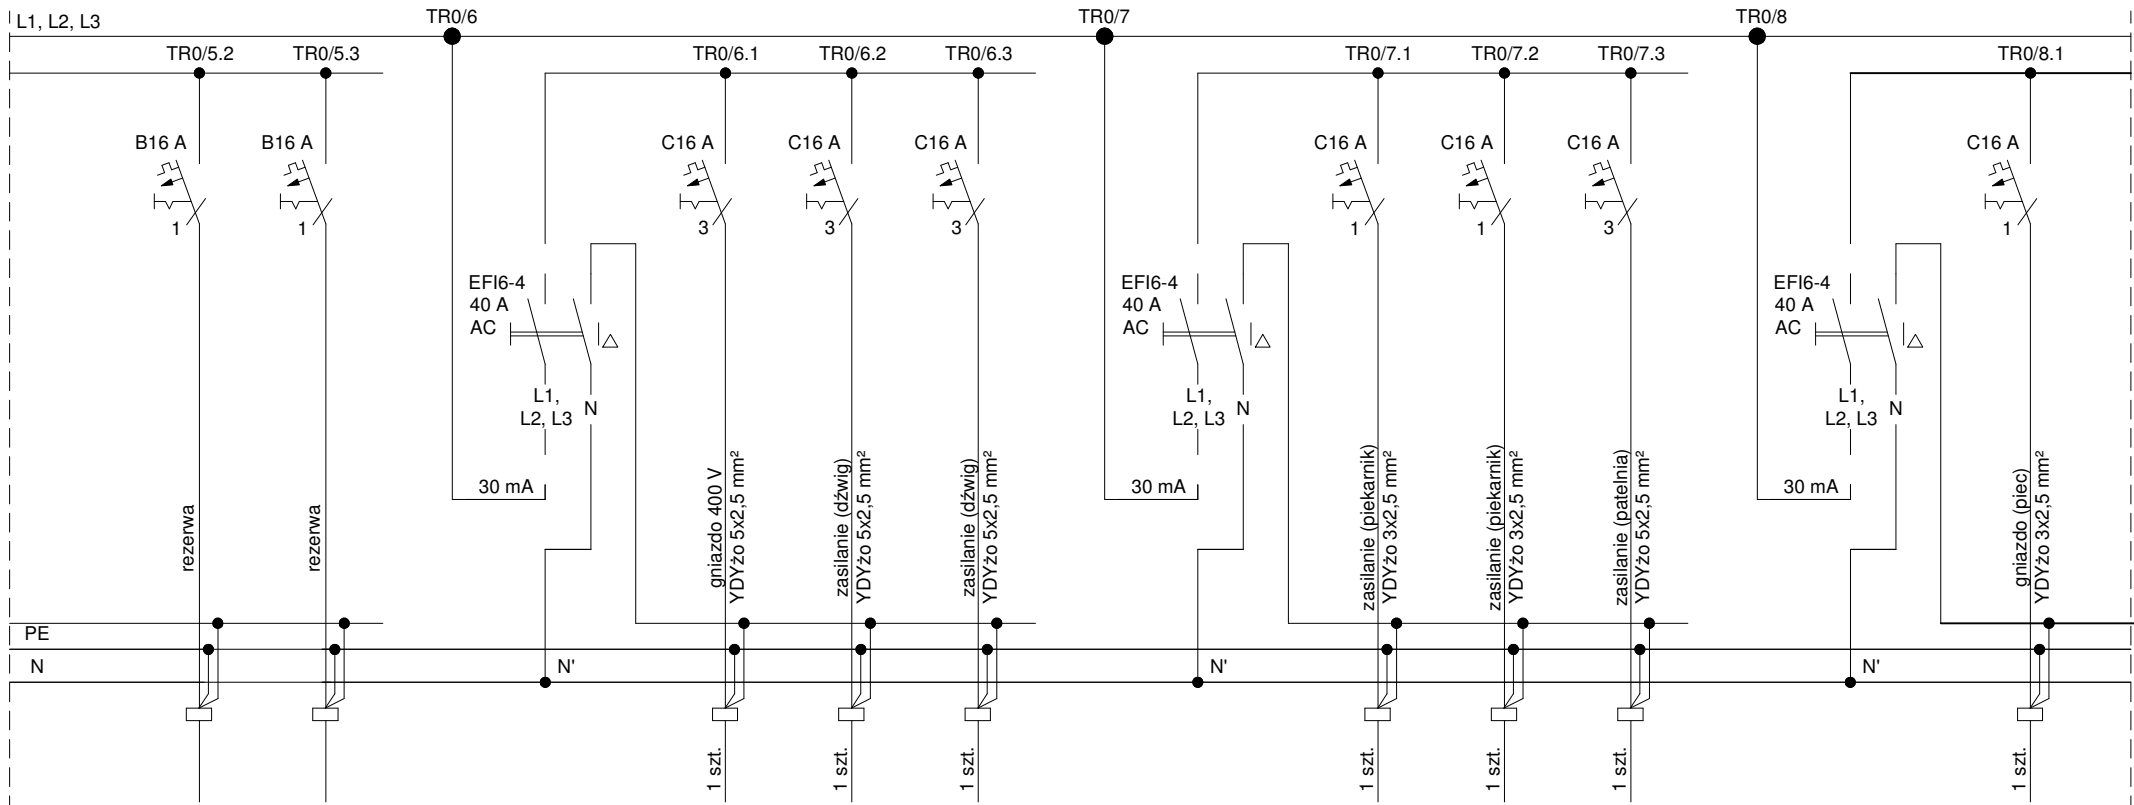 L1, L2, L3
TR0/6
TR0/7
TR0/8
TR0/5.2
TR0/5.3
TR0/6.1
TR0/6.2
TR0/6.3
TR0/7.1
TR0/7.2
TR0/7.3
TR0/8.1
B16 A
B16 A
C16 A
C16 A
C16 A
C16 A
C16 A
C16 A
C16 A
1
1
3
3
3
1
1
3
1
EFI6-4
40 A
AC
L1,
L2, L3
N
30 mA
EFI6-4
40 A
AC
L1,
L2, L3
N
30 mA
EFI6-4
40 A
AC
L1,
L2, L3
N
30 mA
rezerwa
rezerwa
gniazdo 400 V
YDYżo 5x2,5 mm²
zasilanie (dźwig)
YDYżo 5x2,5 mm²
zasilanie (dźwig)
YDYżo 5x2,5 mm²
zasilanie (piekarnik)
YDYżo 3x2,5 mm²
zasilanie (piekarnik)
YDYżo 3x2,5 mm²
zasilanie (patelnia)
YDYżo 5x2,5 mm²
gniazdo (piec)
YDYżo 3x2,5 mm²
PE
N
N'
N'
N'
1 szt.
1 szt.
1 szt.
1 szt.
1 szt.
1 szt.
1 szt.